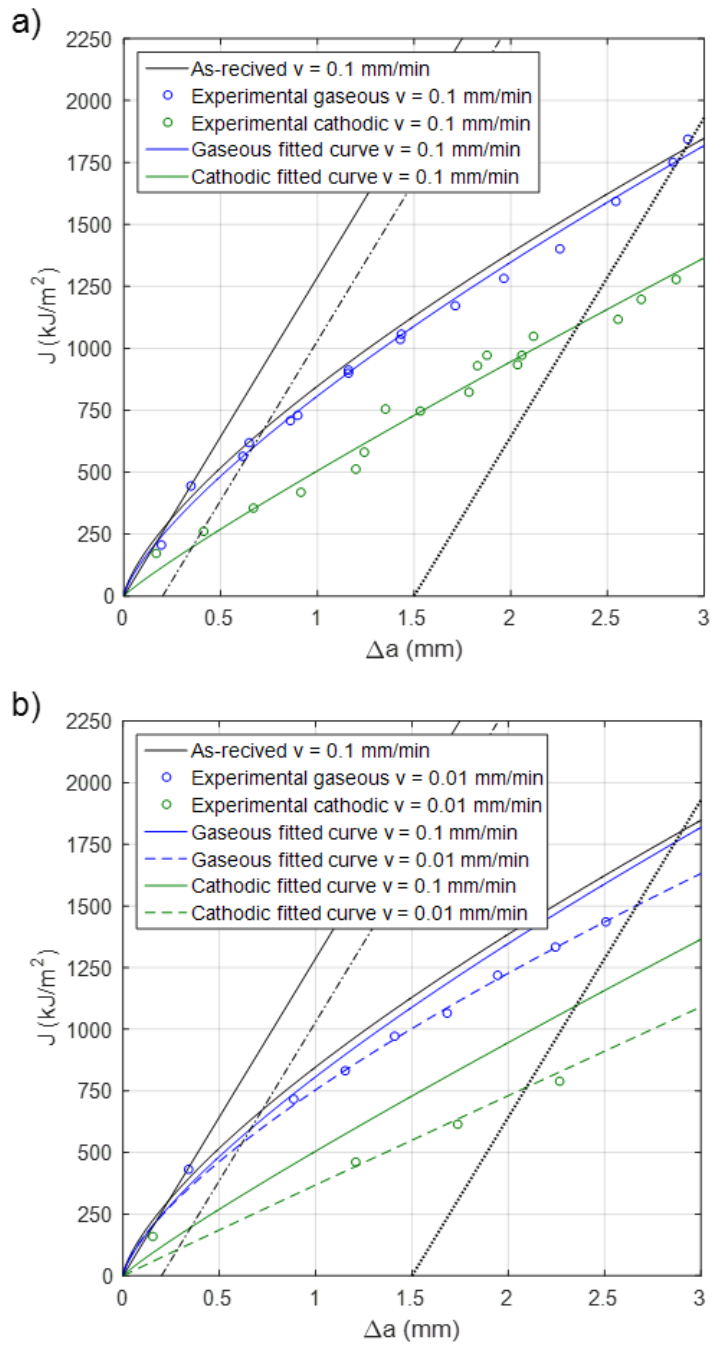 a)
2250
2000
1750
1500
1250
1000
750
500
250
0
J (kJ/m²)
As-recived v = 0.1 mm/min
Experimental gaseous v = 0.1 mm/min
Experimental cathodic v = 0.1 mm/min
Gaseous fitted curve v = 0.1 mm/min
Cathodic fitted curve v = 0.1 mm/min
0 0.5 1 1.5 2 2.5 3
Δa (mm)
b)
2250
2000
1750
1500
1250
1000
750
500
250
0
J (kJ/m²)
As-recived v = 0.1 mm/min
Experimental gaseous v = 0.01 mm/min
Experimental cathodic v = 0.01 mm/min
Gaseous fitted curve v = 0.1 mm/min
Gaseous fitted curve v = 0.01 mm/min
Cathodic fitted curve v = 0.1 mm/min
Cathodic fitted curve v = 0.01 mm/min
0 0.5 1 1.5 2 2.5 3
Δa (mm)